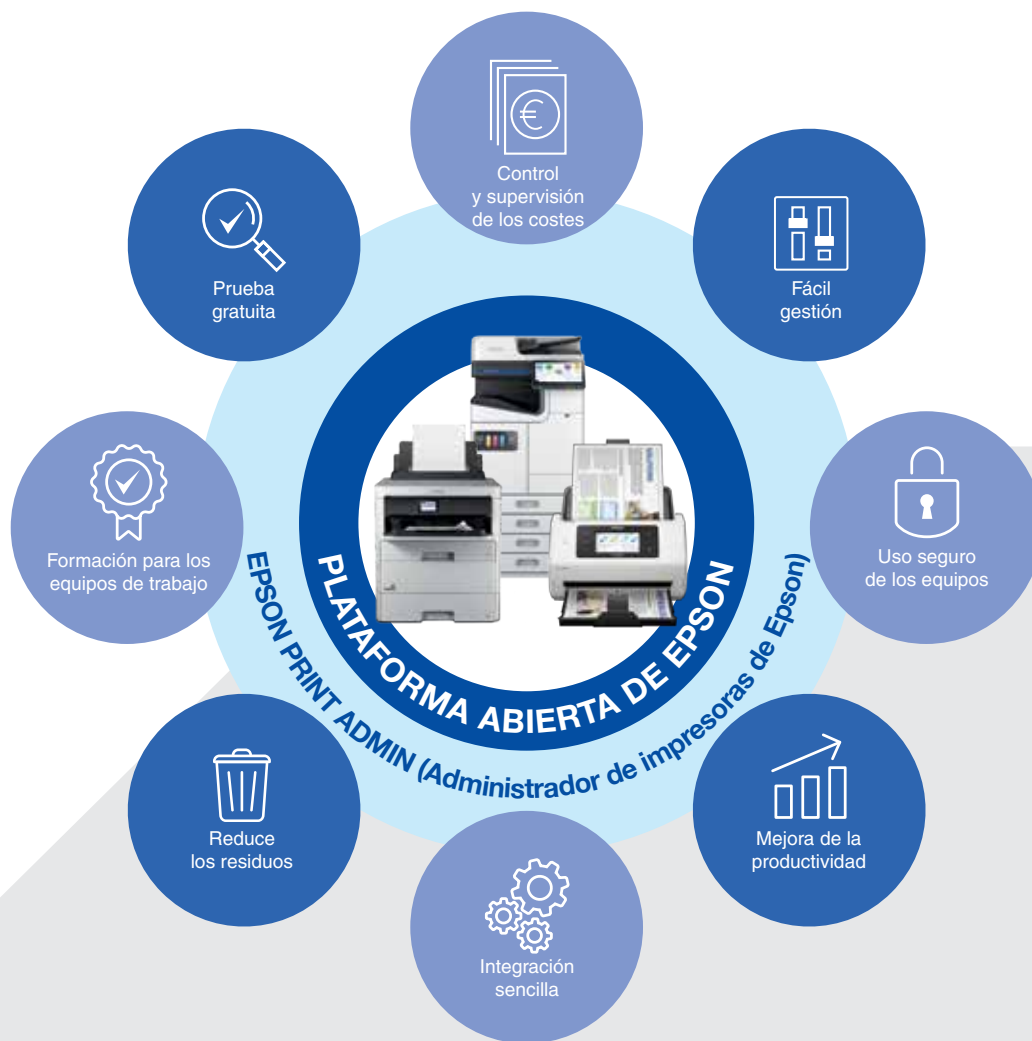 Control
y supervisión
de los costes
Fácil
gestión
Uso seguro
de los equipos
Mejora de la
productividad
Integración
sencilla
Reduce
los residuos
Formación para los
equipos de trabajo
Prueba
gratuita
PLATAFORMA ABIERTA DE EPSON
EPSON PRINT ADMIN (Administrador de impresoras de Epson)